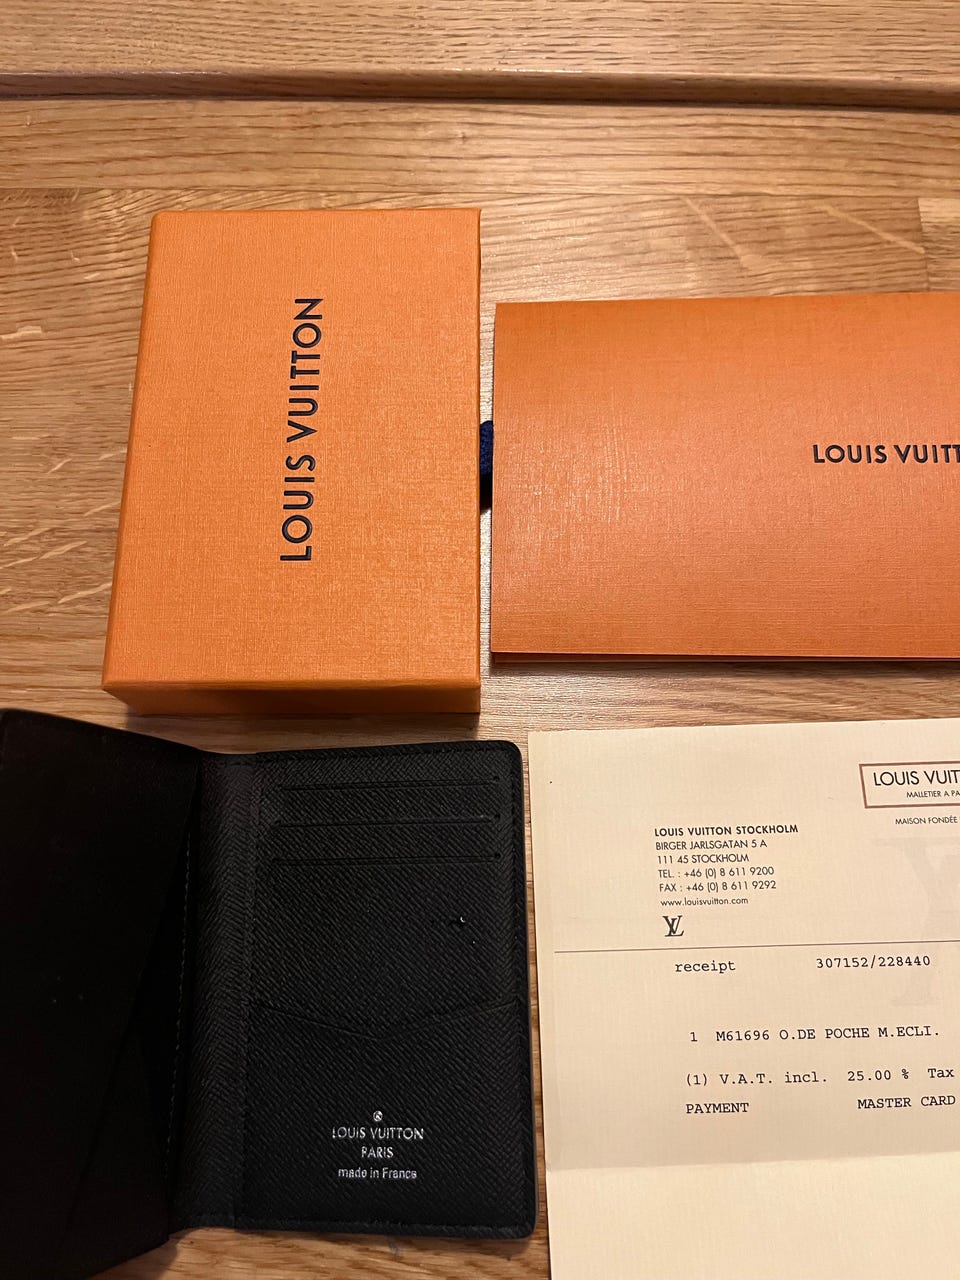 LOUIS VUITTON
LOUIS VUITT
LOUIS VUIT
MALLETIER A PA
MAISON FONDÉE
LOUIS VUITTON STOCKHOLM
BIRGER JARLSGATAN 5 A
111 45 STOCKHOLM
TEL. : +46 (0) 8 611 9200
FAX : +46 (0) 8 611 9292
www.louisvuitton.com
LV
receipt 307152/228440
1 M61696 O.DE POCHE M.ECLI.
(1) V.A.T. incl. 25.00 % Tax
PAYMENT MASTER CARD
LOUIS VUITTON
PARIS
made in France